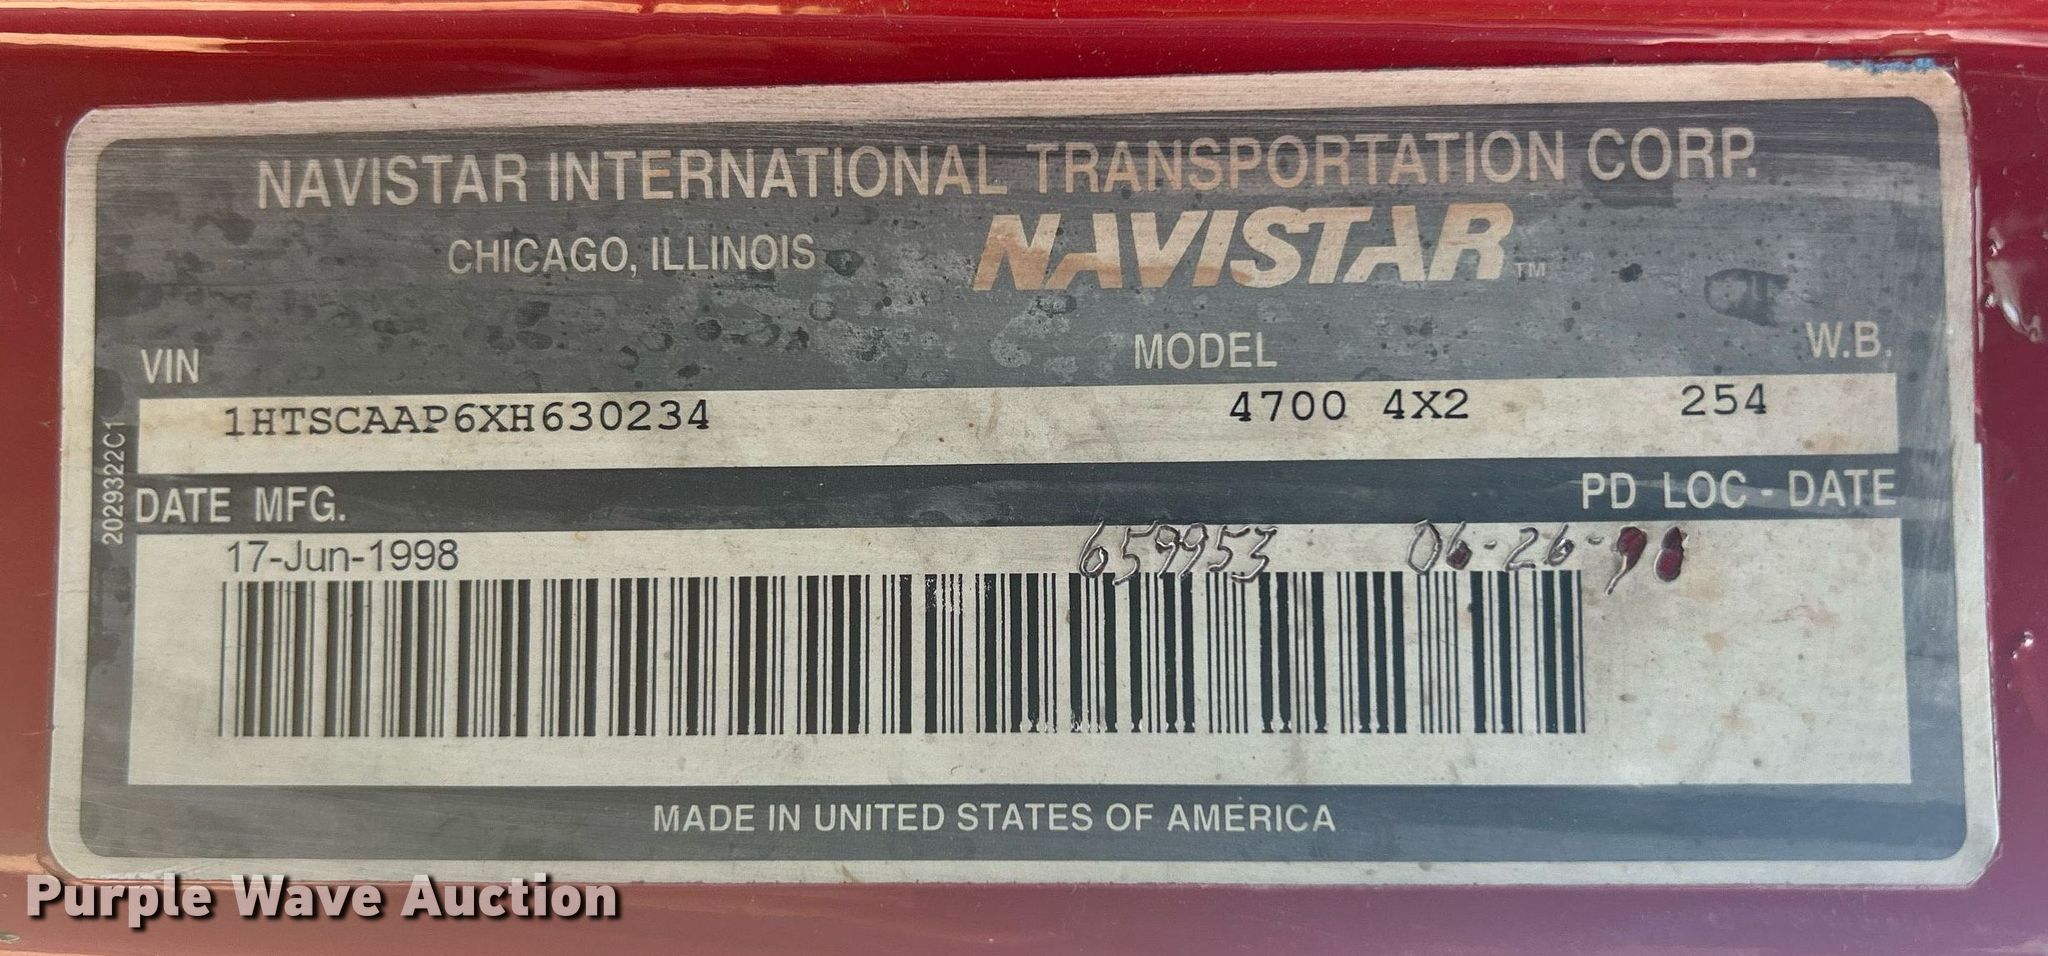 NAVISTAR INTERNATIONAL TRANSPORTATION CORP.
CHICAGO, ILLINOIS NAVISTAR™
VIN MODEL W.B.
1HTSCAAP6XH630234 4700 4X2 254
2029322C1
DATE MFG. PD LOC - DATE
17-Jun-1998 659953 06-26-98
MADE IN UNITED STATES OF AMERICA
Purple Wave Auction